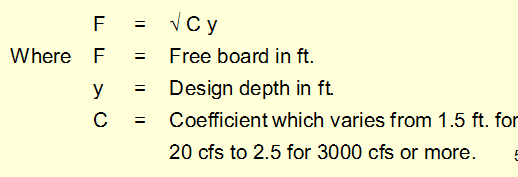 F = √ C y
Where F = Free board in ft.
y = Design depth in ft.
C = Coefficient which varies from 1.5 ft. for
20 cfs to 2.5 for 3000 cfs or more.